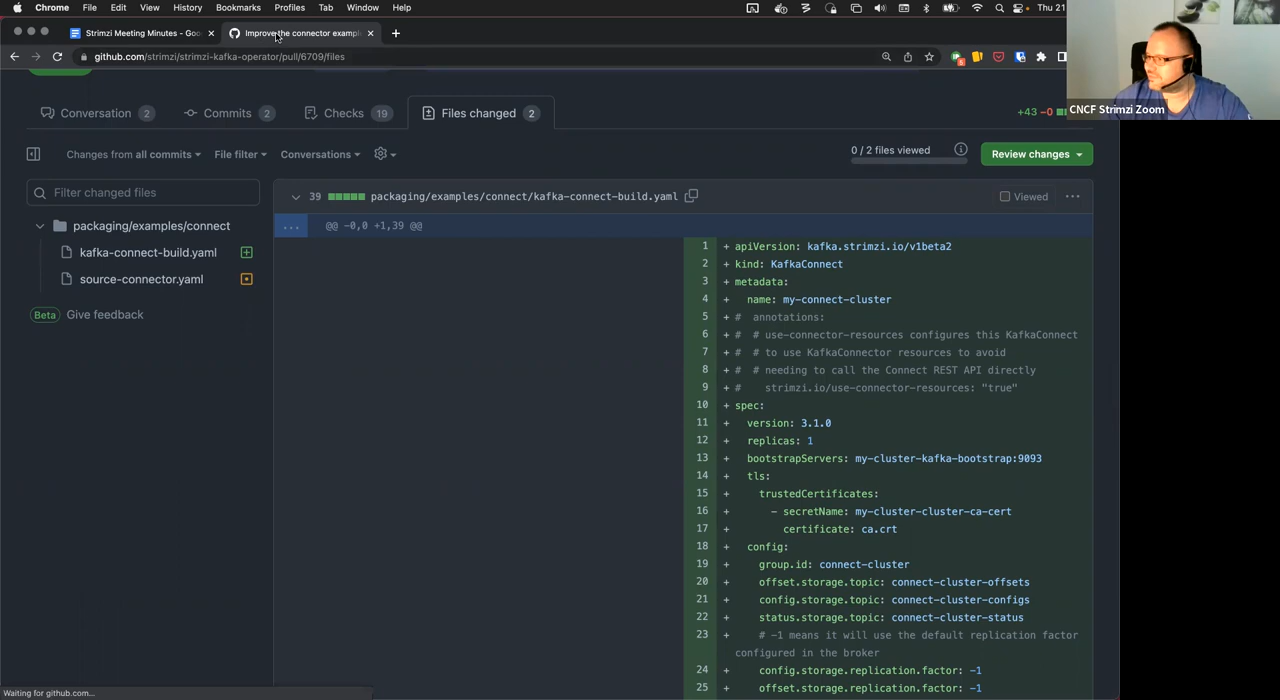 Chrome File Edit View History Bookmarks Profiles Tab Window Help Thu 21
Strimzi Meeting Minutes - Goo Improve the connector exampl
github.com/strimzi/strimzi-kafka-operator/pull/6709/files
CNCF Strimzi Zoom
Conversation 2 Commits 2 Checks 19 Files changed 2 +43 −0
Changes from all commits File filter Conversations 0 / 2 files viewed Review changes
Filter changed files
39 packaging/examples/connect/kafka-connect-build.yaml Viewed
packaging/examples/connect
... @@ -0,0 +1,39 @@
kafka-connect-build.yaml
source-connector.yaml
Beta Give feedback
1 + apiVersion: kafka.strimzi.io/v1beta2
2 + kind: KafkaConnect
3 + metadata:
4 + name: my-connect-cluster
5 + # annotations:
6 + # # use-connector-resources configures this KafkaConnect
7 + # # to use KafkaConnector resources to avoid
8 + # # needing to call the Connect REST API directly
9 + # strimzi.io/use-connector-resources: "true"
10 + spec:
11 + version: 3.1.0
12 + replicas: 1
13 + bootstrapServers: my-cluster-kafka-bootstrap:9093
14 + tls:
15 + trustedCertificates:
16 + - secretName: my-cluster-cluster-ca-cert
17 + certificate: ca.crt
18 + config:
19 + group.id: connect-cluster
20 + offset.storage.topic: connect-cluster-offsets
21 + config.storage.topic: connect-cluster-configs
22 + status.storage.topic: connect-cluster-status
23 + # -1 means it will use the default replication factor
configured in the broker
24 + config.storage.replication.factor: -1
25 + offset.storage.replication.factor: -1
Waiting for github.com...